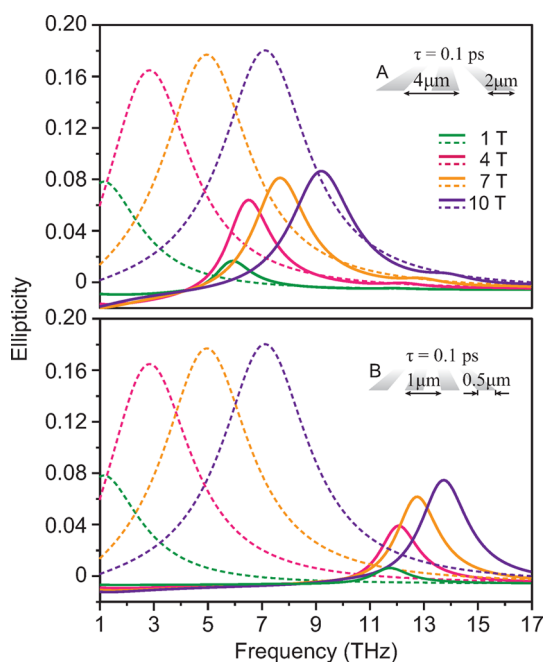 0.20
0.16
0.12
0.08
0.04
0
A
τ = 0.1 ps
4μm
2μm
1 T
4 T
7 T
10 T
Ellipticity
0.20
0.16
0.12
0.08
0.04
0
B
τ = 0.1 ps
1μm
0.5μm
1 3 5 7 9 11 13 15 17
Frequency (THz)